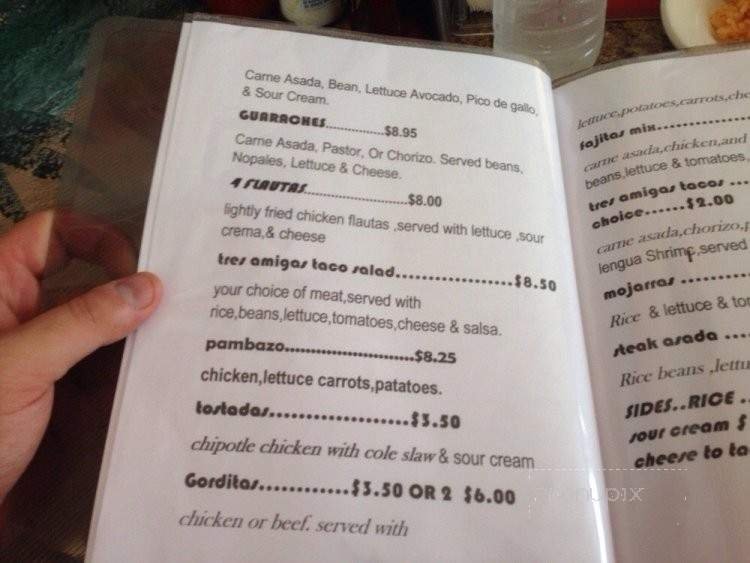 Carne Asada, Bean, Lettuce Avocado, Pico de gallo,
& Sour Cream.
GUARACHES..............$8.95
Carne Asada, Pastor, Or Chorizo. Served beans,
Nopales, Lettuce & Cheese.
4 FLAUTAS........................$8.00
lightly fried chicken flautas ,served with lettuce ,sour
crema,& cheese
tres amigas taco salad....................$8.50
your choice of meat,served with
rice,beans,lettuce,tomatoes,cheese & salsa.
pambazo..............................$8.25
chicken,lettuce carrots,patatoes.
tostadas......................$3.50
chipotle chicken with cole slaw & sour cream
Gorditas.............$3.50 OR 2 $6.00
chicken or beef. served with
lettuce,potatoes,carrots,che
fajitas mix................
carne asada,chicken,and
beans,lettuce & tomatoes.
tres amigas tacos ...
choice......$2.00
carne asada,chorizo,
lengua Shrimp,served
mojarras ............
Rice & lettuce & to
steak asada ....
Rice beans ,lettu
SIDES..RICE .
sour cream $
cheese to ta